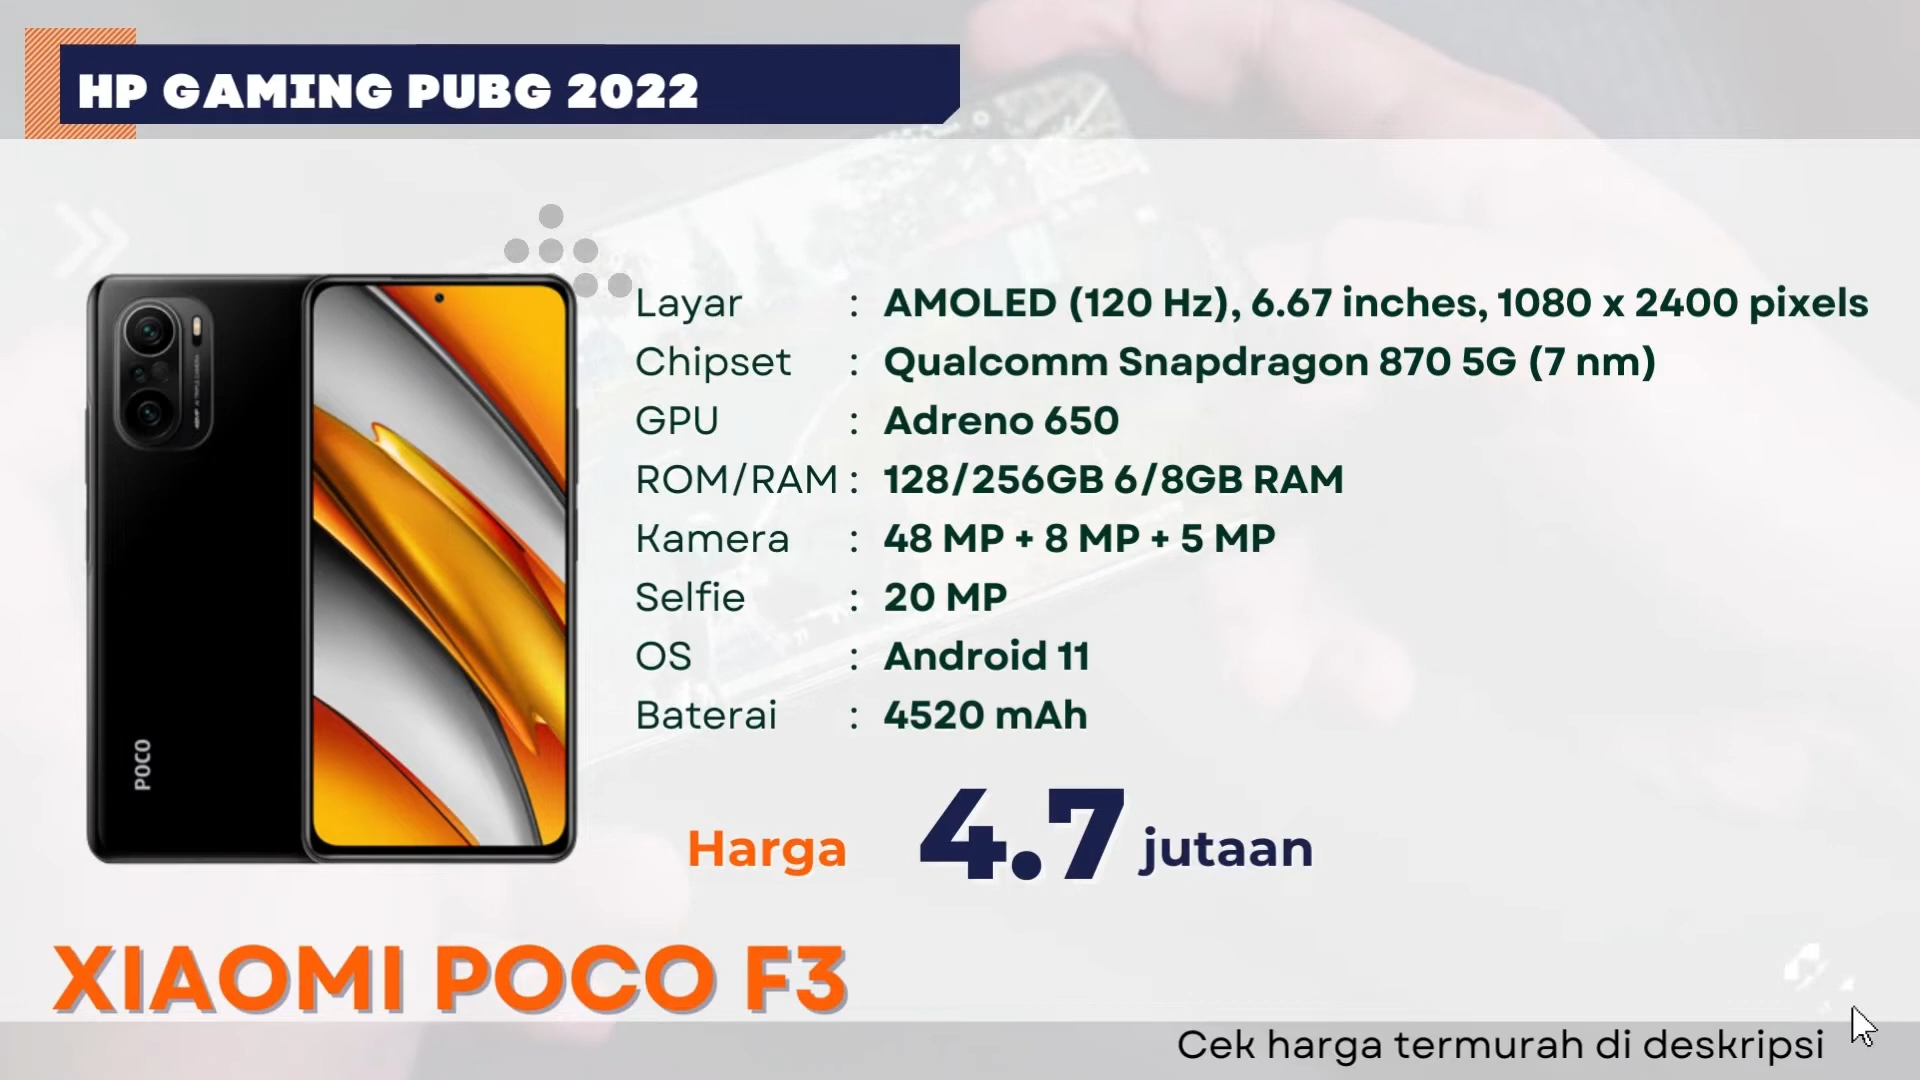 HP GAMING PUBG 2022
Layar : AMOLED (120 Hz), 6.67 inches, 1080 x 2400 pixels
Chipset : Qualcomm Snapdragon 870 5G (7 nm)
GPU : Adreno 650
ROM/RAM : 128/256GB 6/8GB RAM
Kamera : 48 MP + 8 MP + 5 MP
Selfie : 20 MP
OS : Android 11
Baterai : 4520 mAh
POCO
Harga 4.7 jutaan
XIAOMI POCO F3
Cek harga termurah di deskripsi